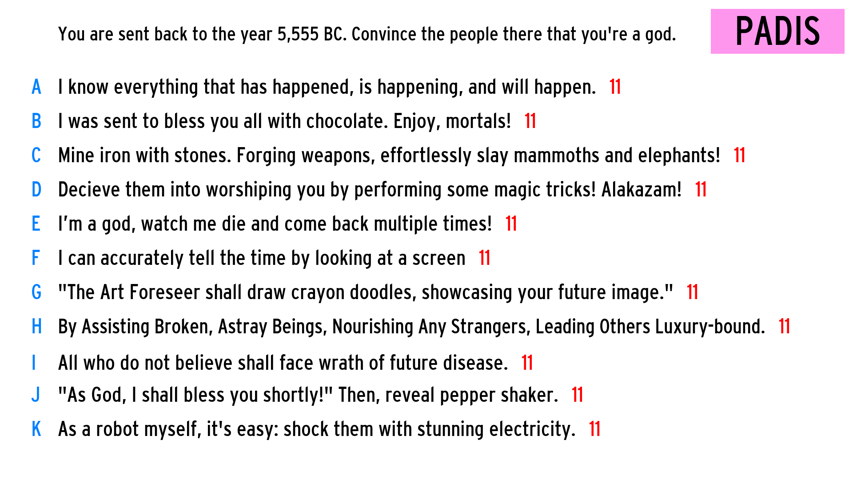 You are sent back to the year 5,555 BC. Convince the people there that you're a god.
PADIS
A I know everything that has happened, is happening, and will happen. 11
B I was sent to bless you all with chocolate. Enjoy, mortals! 11
C Mine iron with stones. Forging weapons, effortlessly slay mammoths and elephants! 11
D Decieve them into worshiping you by performing some magic tricks! Alakazam! 11
E I'm a god, watch me die and come back multiple times! 11
F I can accurately tell the time by looking at a screen 11
G "The Art Foreseer shall draw crayon doodles, showcasing your future image." 11
H By Assisting Broken, Astray Beings, Nourishing Any Strangers, Leading Others Luxury-bound. 11
I All who do not believe shall face wrath of future disease. 11
J "As God, I shall bless you shortly!" Then, reveal pepper shaker. 11
K As a robot myself, it's easy: shock them with stunning electricity. 11